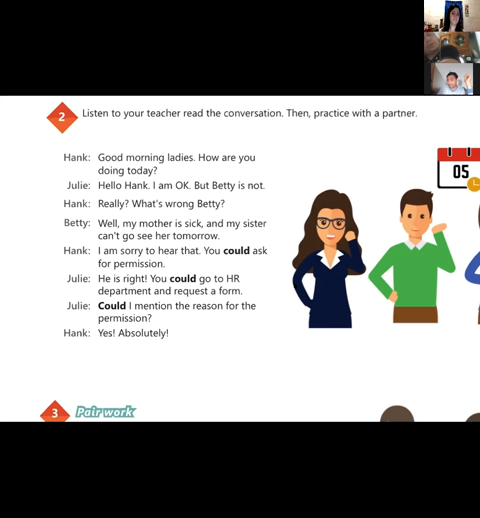 2 Listen to your teacher read the conversation. Then, practice with a partner.
Hank: Good morning ladies. How are you
doing today?
Julie: Hello Hank. I am OK. But Betty is not.
Hank: Really? What's wrong Betty?
Betty: Well, my mother is sick, and my sister
can't go see her tomorrow.
Hank: I am sorry to hear that. You could ask
for permission.
Julie: He is right! You could go to HR
department and request a form.
Julie: Could I mention the reason for the
permission?
Hank: Yes! Absolutely!
05
3 Pair work